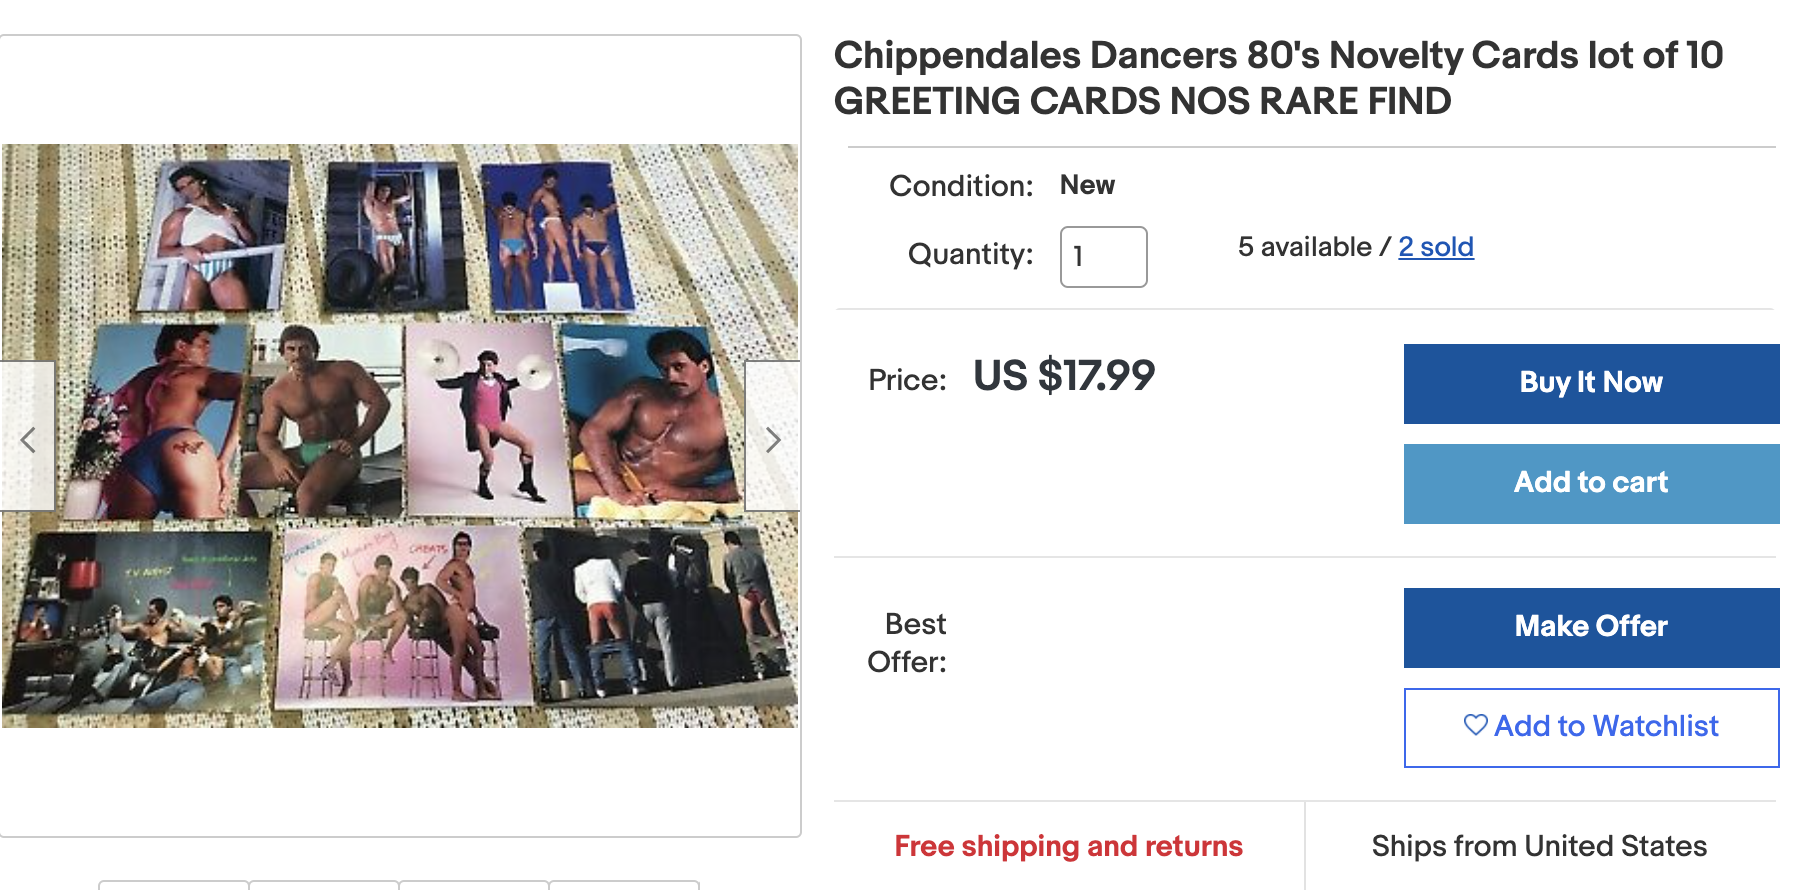 Chippendales Dancers 80's Novelty Cards lot of 10
GREETING CARDS NOS RARE FIND
Condition: New
Quantity: 1 5 available / 2 sold
Price: US $17.99
Buy It Now
Add to cart
Best
Offer:
Make Offer
Add to Watchlist
Free shipping and returns
Ships from United States
CHEATS